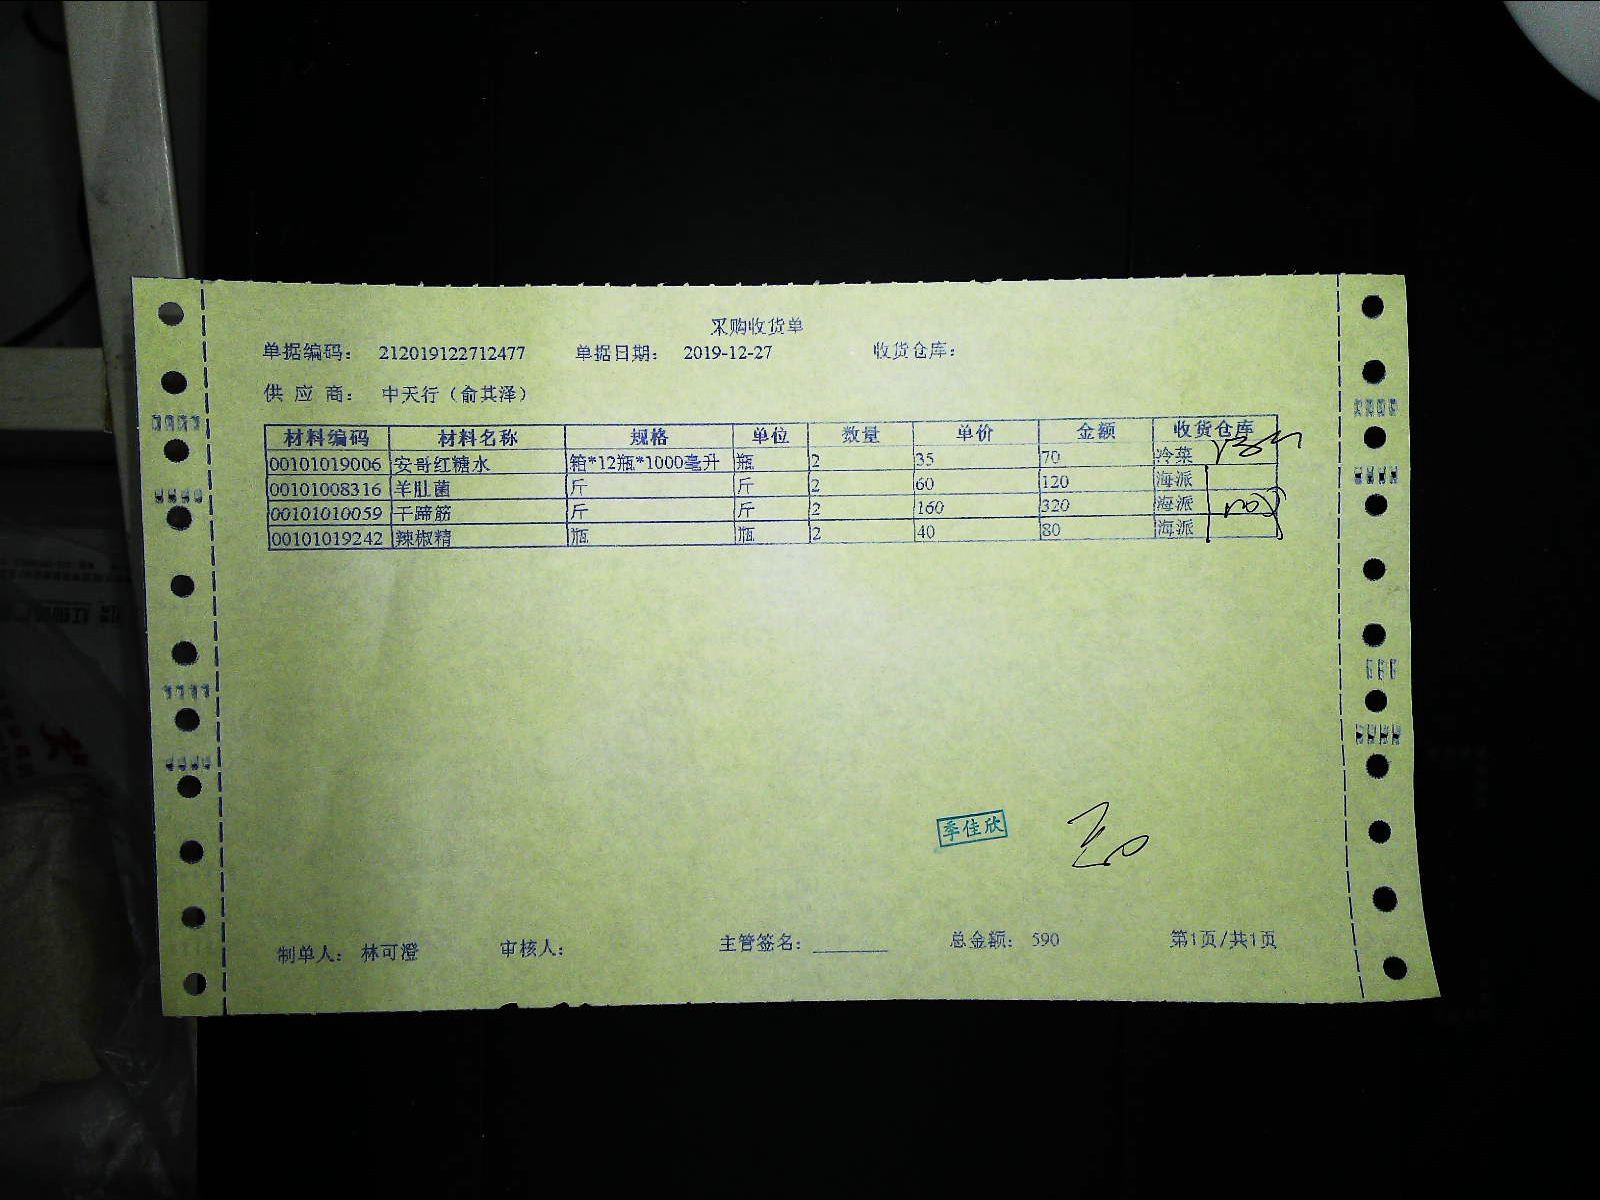 采购收货单
单据编码： 212019122712477 单据日期： 2019-12-27 收货仓库：
供 应 商： 中天行（俞其泽）
材料编码 材料名称 规格 单位 数量 单价 金额 收货仓库
00101019006 安哥红糖水 箱*12瓶*1000毫升 瓶 2 35 70 冷菜
00101008316 羊肚菌 斤 斤 2 60 120 海派
00101010059 干蹄筋 斤 斤 2 160 320 海派
00101019242 辣椒精 瓶 瓶 2 40 80 海派
季佳欣
制单人： 林可澄 审核人： 主管签名： 总金额： 590 第1页/共1页